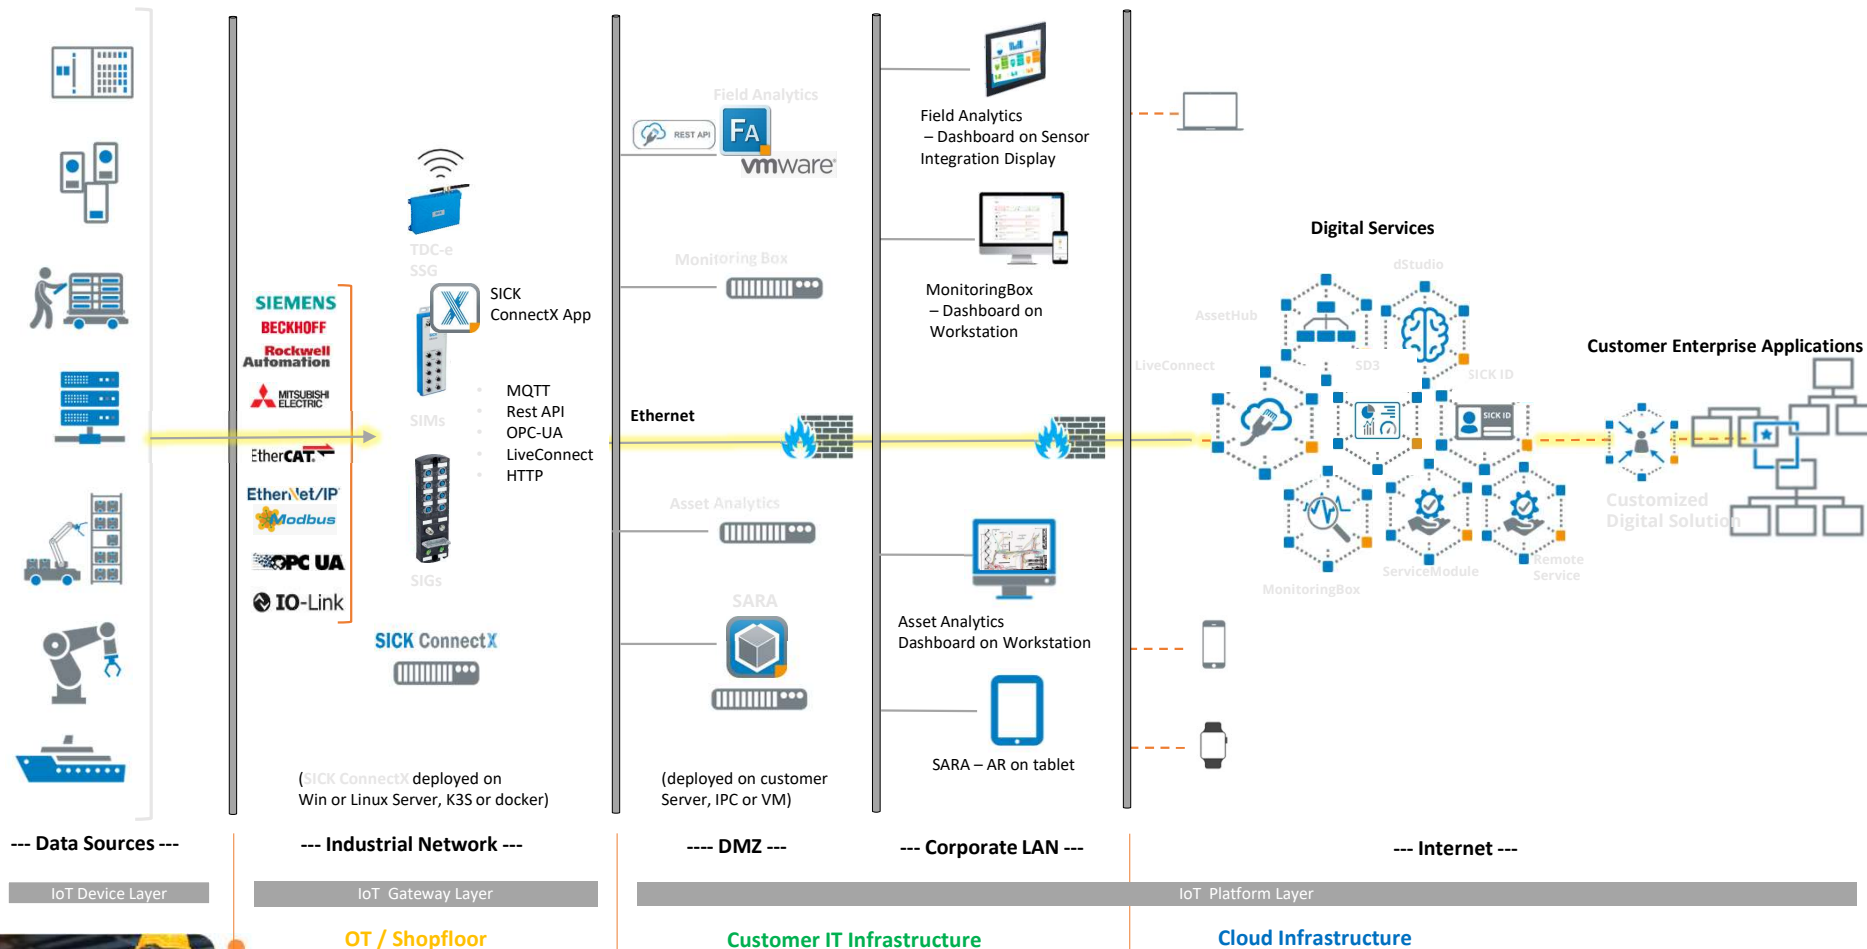 SIEMENS
BECKHOFF
Rockwell
Automation
MITSUBISHI
ELECTRIC
EtherCAT
EtherNet/IP
Modbus
OPC UA
IO-Link
TDC-e
SSG
SICK
ConnectX App
SIMs
MQTT
Rest API
OPC-UA
LiveConnect
HTTP
SIGs
SICK ConnectX
(SICK ConnectX deployed on
Win or Linux Server, K3S or docker)
Field Analytics
REST API
FA
vmware
Monitoring Box
Ethernet
Asset Analytics
SARA
(deployed on customer
Server, IPC or VM)
Field Analytics
– Dashboard on Sensor
Integration Display
MonitoringBox
– Dashboard on
Workstation
Asset Analytics
Dashboard on Workstation
SARA – AR on tablet
Digital Services
dStudio
AssetHub
LiveConnect
SD3
SICK ID
SICK ID
MonitoringBox
ServiceModule
Remote
Service
Customer Enterprise Applications
Customized
Digital Solution
--- Data Sources ---
--- Industrial Network ---
---- DMZ ---
--- Corporate LAN ---
--- Internet ---
IoT Device Layer
IoT Gateway Layer
IoT Platform Layer
OT / Shopfloor
Customer IT Infrastructure
Cloud Infrastructure